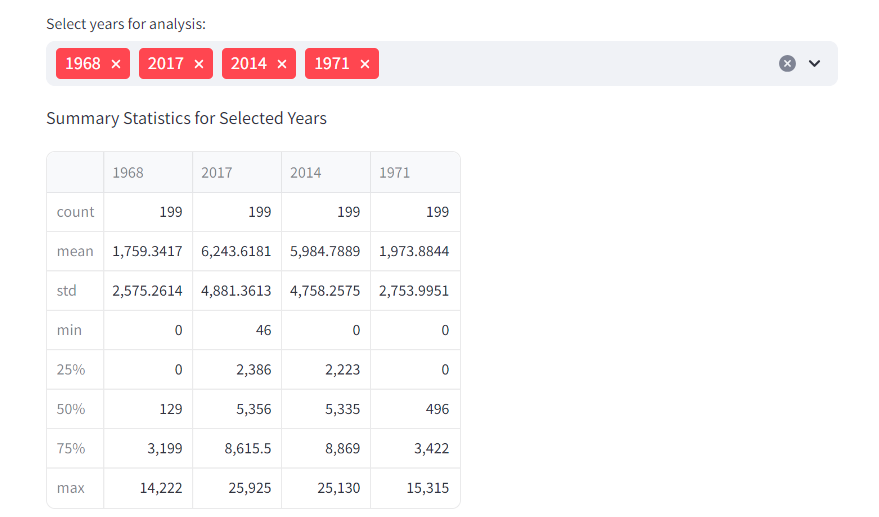 Select years for analysis:
1968 × 2017 × 2014 × 1971 ×
Summary Statistics for Selected Years
1968 2017 2014 1971
count 199 199 199 199
mean 1,759.3417 6,243.6181 5,984.7889 1,973.8844
std 2,575.2614 4,881.3613 4,758.2575 2,753.9951
min 0 46 0 0
25% 0 2,386 2,223 0
50% 129 5,356 5,335 496
75% 3,199 8,615.5 8,869 3,422
max 14,222 25,925 25,130 15,315